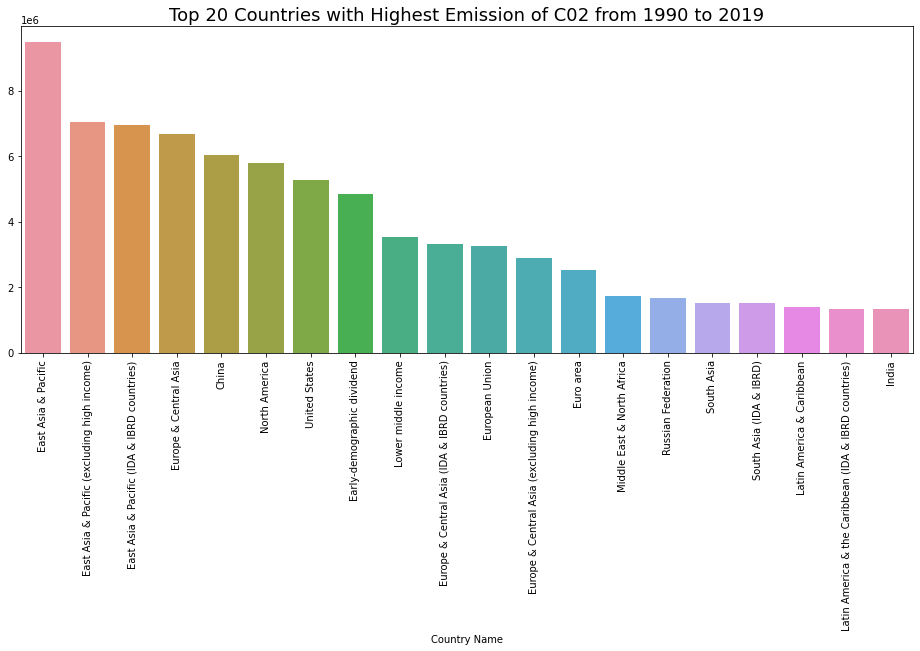 Top 20 Countries with Highest Emission of C02 from 1990 to 2019
1e6
8
6
4
2
0
East Asia & Pacific
East Asia & Pacific (excluding high income)
East Asia & Pacific (IDA & IBRD countries)
Europe & Central Asia
China
North America
United States
Early-demographic dividend
Lower middle income
Europe & Central Asia (IDA & IBRD countries)
European Union
Europe & Central Asia (excluding high income)
Euro area
Middle East & North Africa
Russian Federation
South Asia
South Asia (IDA & IBRD)
Latin America & Caribbean
Latin America & the Caribbean (IDA & IBRD countries)
India
Country Name